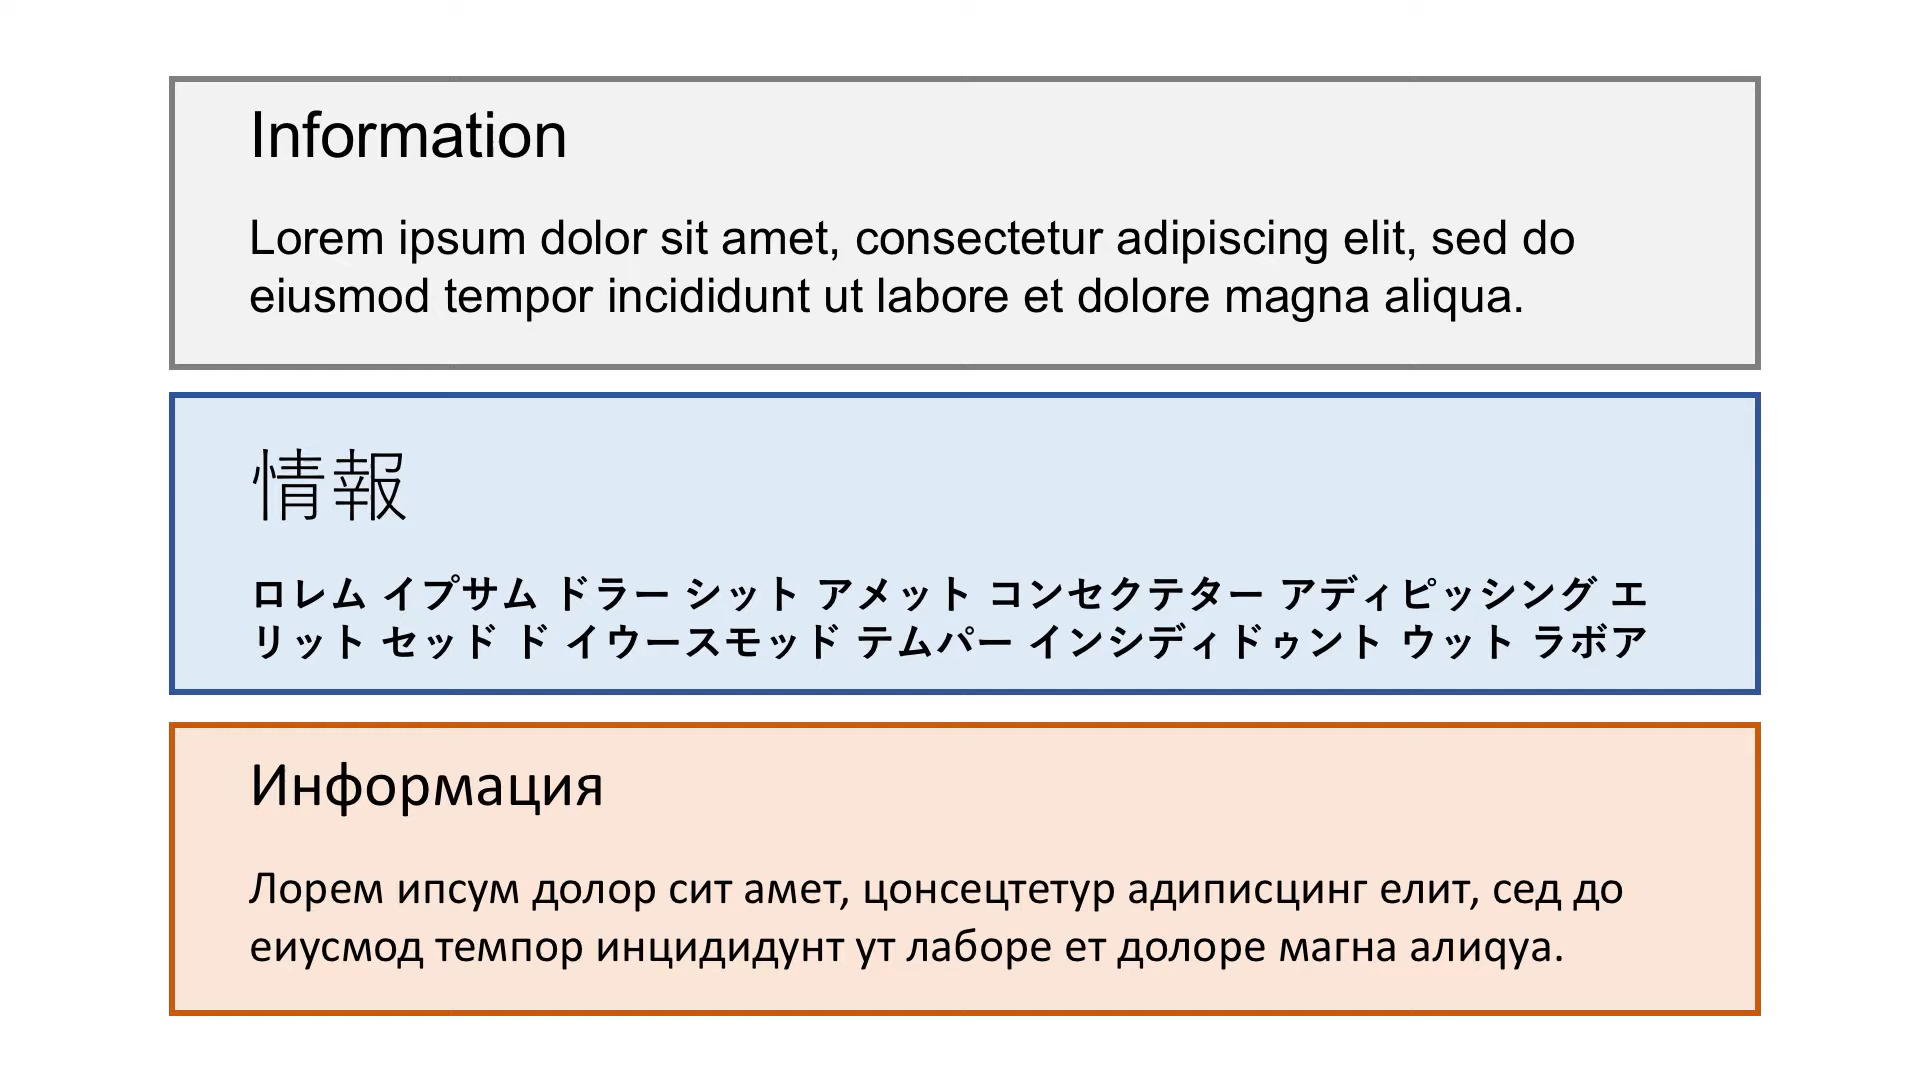 Information
Lorem ipsum dolor sit amet, consectetur adipiscing elit, sed do
eiusmod tempor incididunt ut labore et dolore magna aliqua.
情報
ロレム イプサム ドラー シット アメット コンセクテター アディピッシング エ
リット セッド ド イウースモッド テムパー インシディドゥント ウット ラボア
Информация
Лорем ипсум долор сит амет, цонсецтетур адиписцинг елит, сед до
еиусмод темпор инцидидунт ут лаборе ет долоре магна алиqуа.